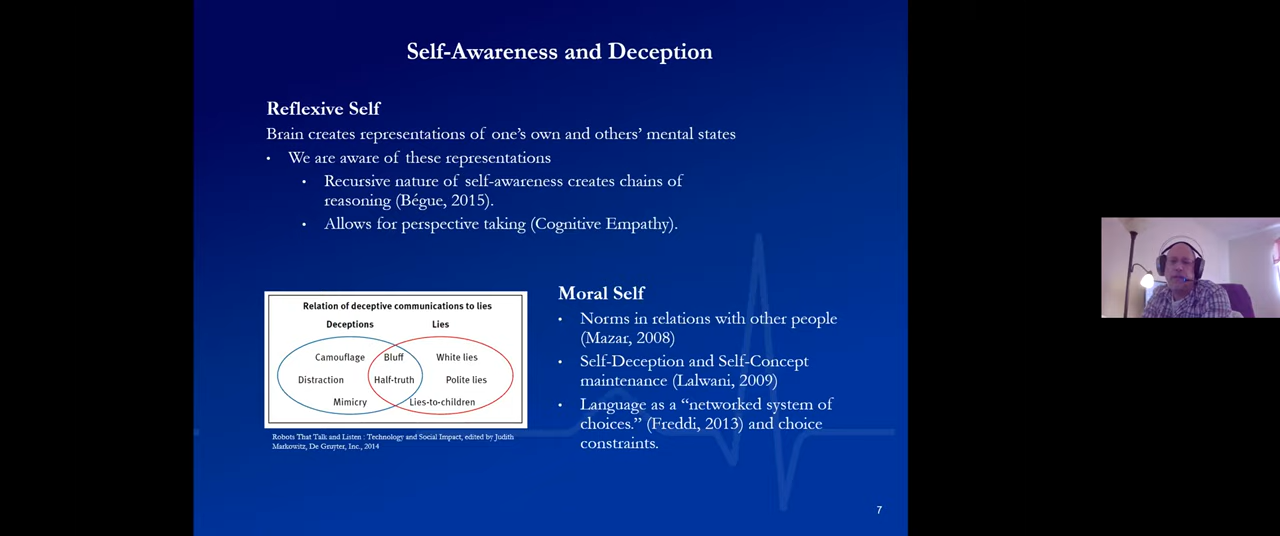 Self-Awareness and Deception
Reflexive Self
Brain creates representations of one's own and others' mental states
• We are aware of these representations
• Recursive nature of self-awareness creates chains of
reasoning (Bégue, 2015).
• Allows for perspective taking (Cognitive Empathy).
Relation of deceptive communications to lies
Deceptions Lies
Camouflage Bluff White lies
Distraction Half-truth Polite lies
Mimicry Lies-to-children
Robots That Talk and Listen : Technology and Social Impact, edited by Judith
Markowitz, De Gruyter, Inc., 2014
Moral Self
• Norms in relations with other people
(Mazar, 2008)
• Self-Deception and Self-Concept
maintenance (Lalwani, 2009)
• Language as a “networked system of
choices.” (Freddi, 2013) and choice
constraints.
7